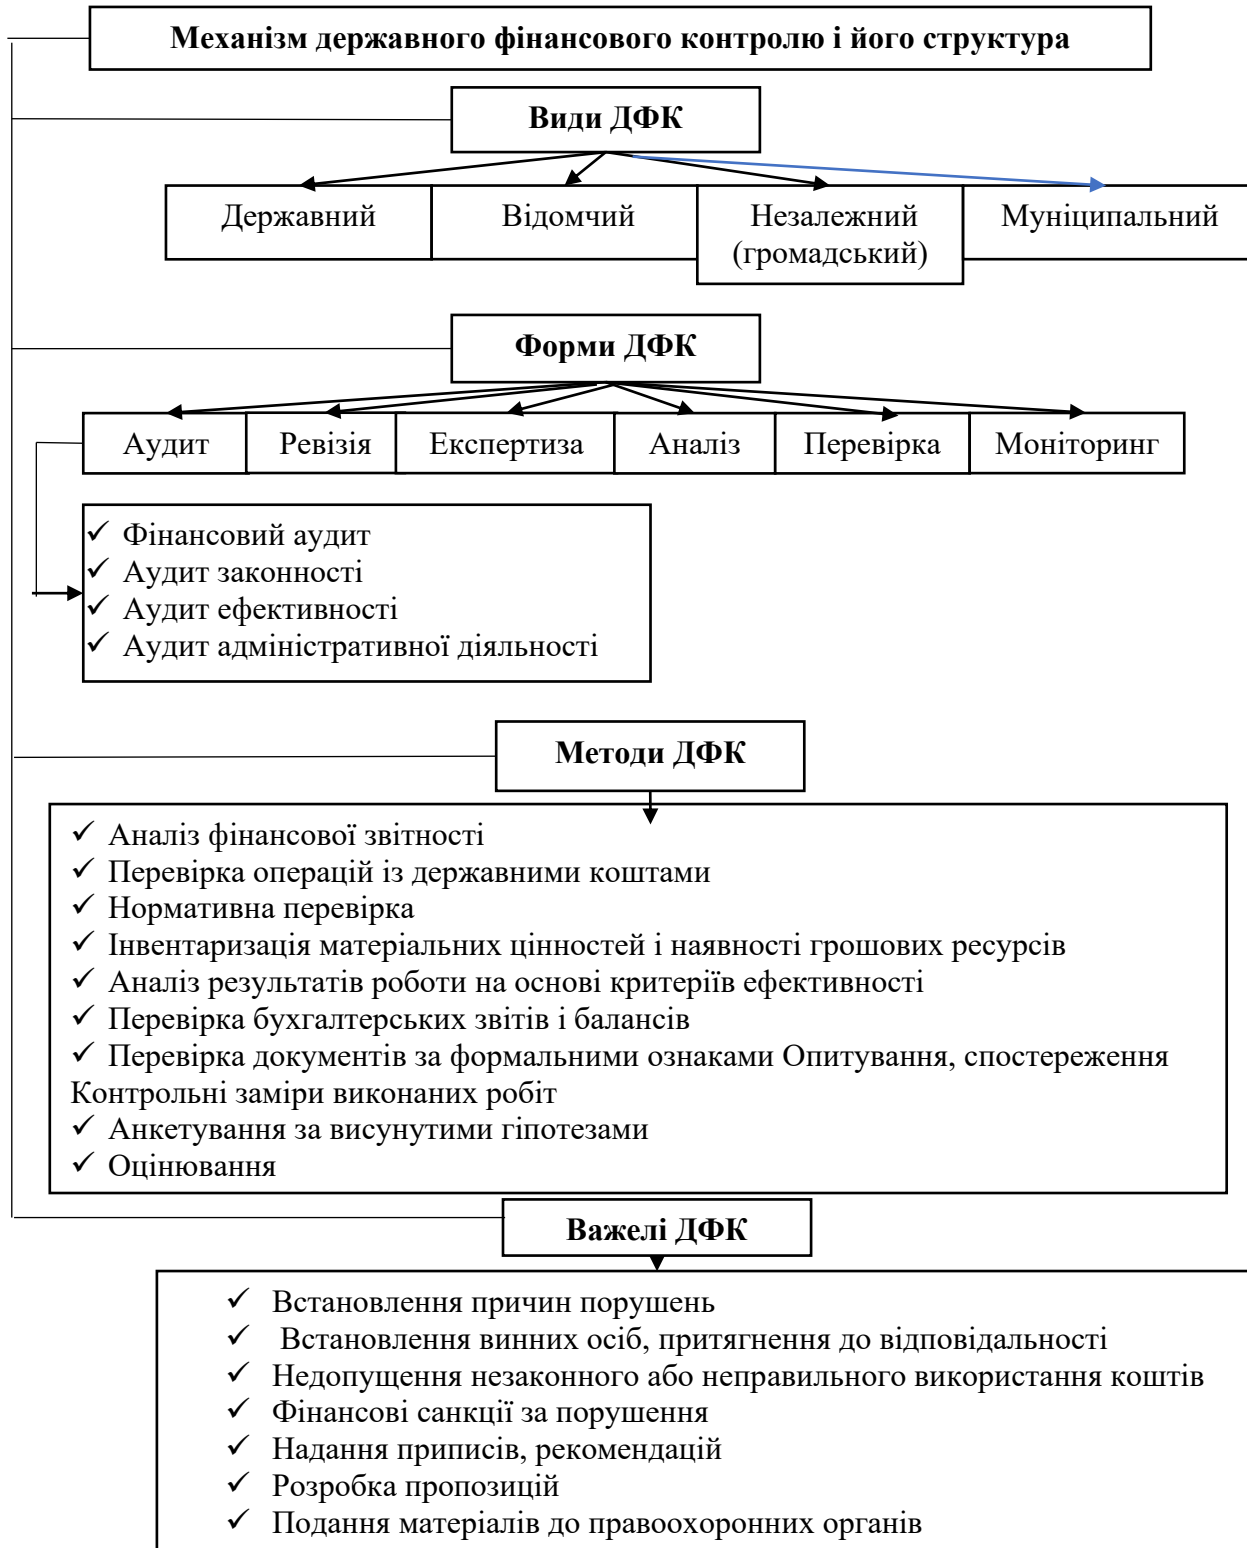 Механізм державного фінансового контролю і його структура
Види ДФК
Державний
Відомчий
Незалежний
(громадський)
Муніципальний
Форми ДФК
Аудит
Ревізія
Експертиза
Аналіз
Перевірка
Моніторинг
✓ Фінансовий аудит
✓ Аудит законності
✓ Аудит ефективності
✓ Аудит адміністративної діяльності
Методи ДФК
✓ Аналіз фінансової звітності
✓ Перевірка операцій із державними коштами
✓ Нормативна перевірка
✓ Інвентаризація матеріальних цінностей і наявності грошових ресурсів
✓ Аналіз результатів роботи на основі критеріїв ефективності
✓ Перевірка бухгалтерських звітів і балансів
✓ Перевірка документів за формальними ознаками Опитування, спостереження
Контрольні заміри виконаних робіт
✓ Анкетування за висунутими гіпотезами
✓ Оцінювання
Важелі ДФК
✓ Встановлення причин порушень
✓ Встановлення винних осіб, притягнення до відповідальності
✓ Недопущення незаконного або неправильного використання коштів
✓ Фінансові санкції за порушення
✓ Надання приписів, рекомендацій
✓ Розробка пропозицій
✓ Подання матеріалів до правоохоронних органів